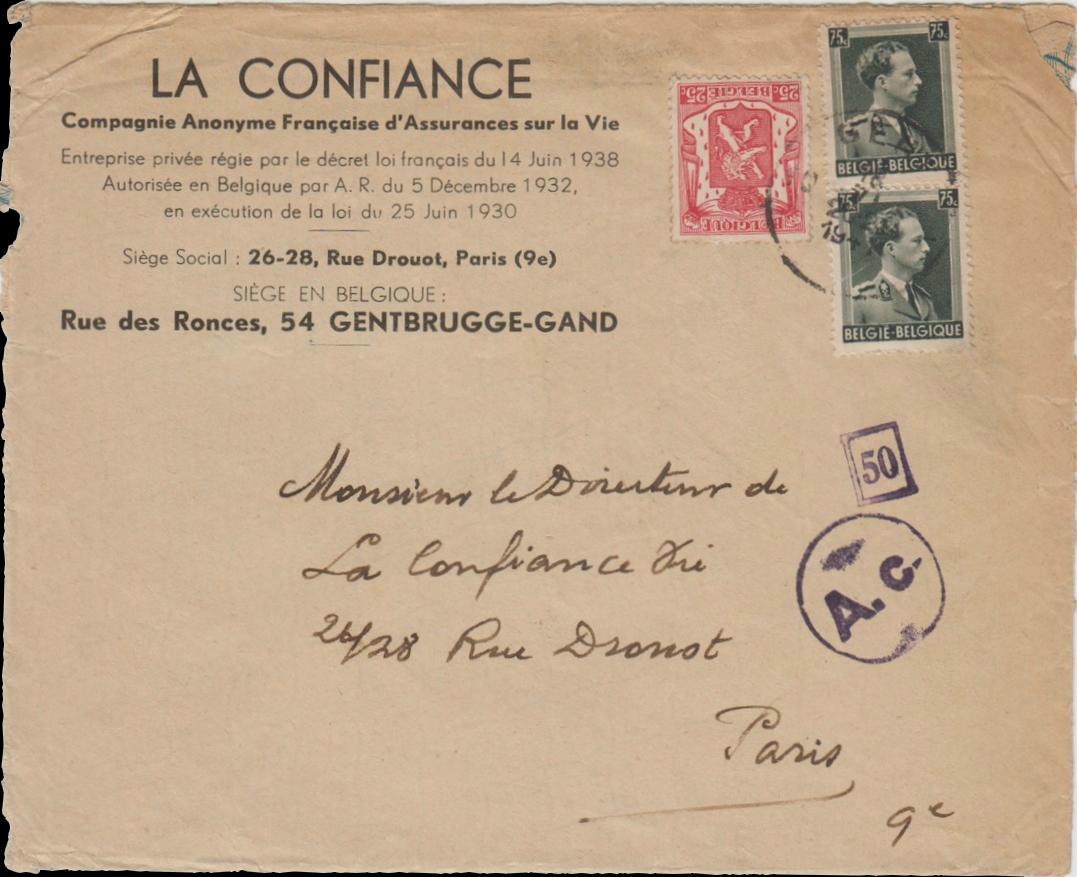 LA CONFIANCE
Compagnie Anonyme Française d'Assurances sur la Vie
Entreprise privée régie par le décret loi français du 14 Juin 1938
Autorisée en Belgique par A. R. du 5 Décembre 1932,
en exécution de la loi du 25 Juin 1930
Siège Social : 26-28, Rue Drouot, Paris (9e)
SIÈGE EN BELGIQUE :
Rue des Ronces, 54 GENTBRUGGE-GAND
25c BELGIË 25c
BELGIQUE
75c 75c
BELGIË-BELGIQUE
75c 75c
BELGIË-BELGIQUE
50
A. c.
Monsieur le Directeur de
La Confiance Vie
26/28 Rue Drouot
Paris
9e